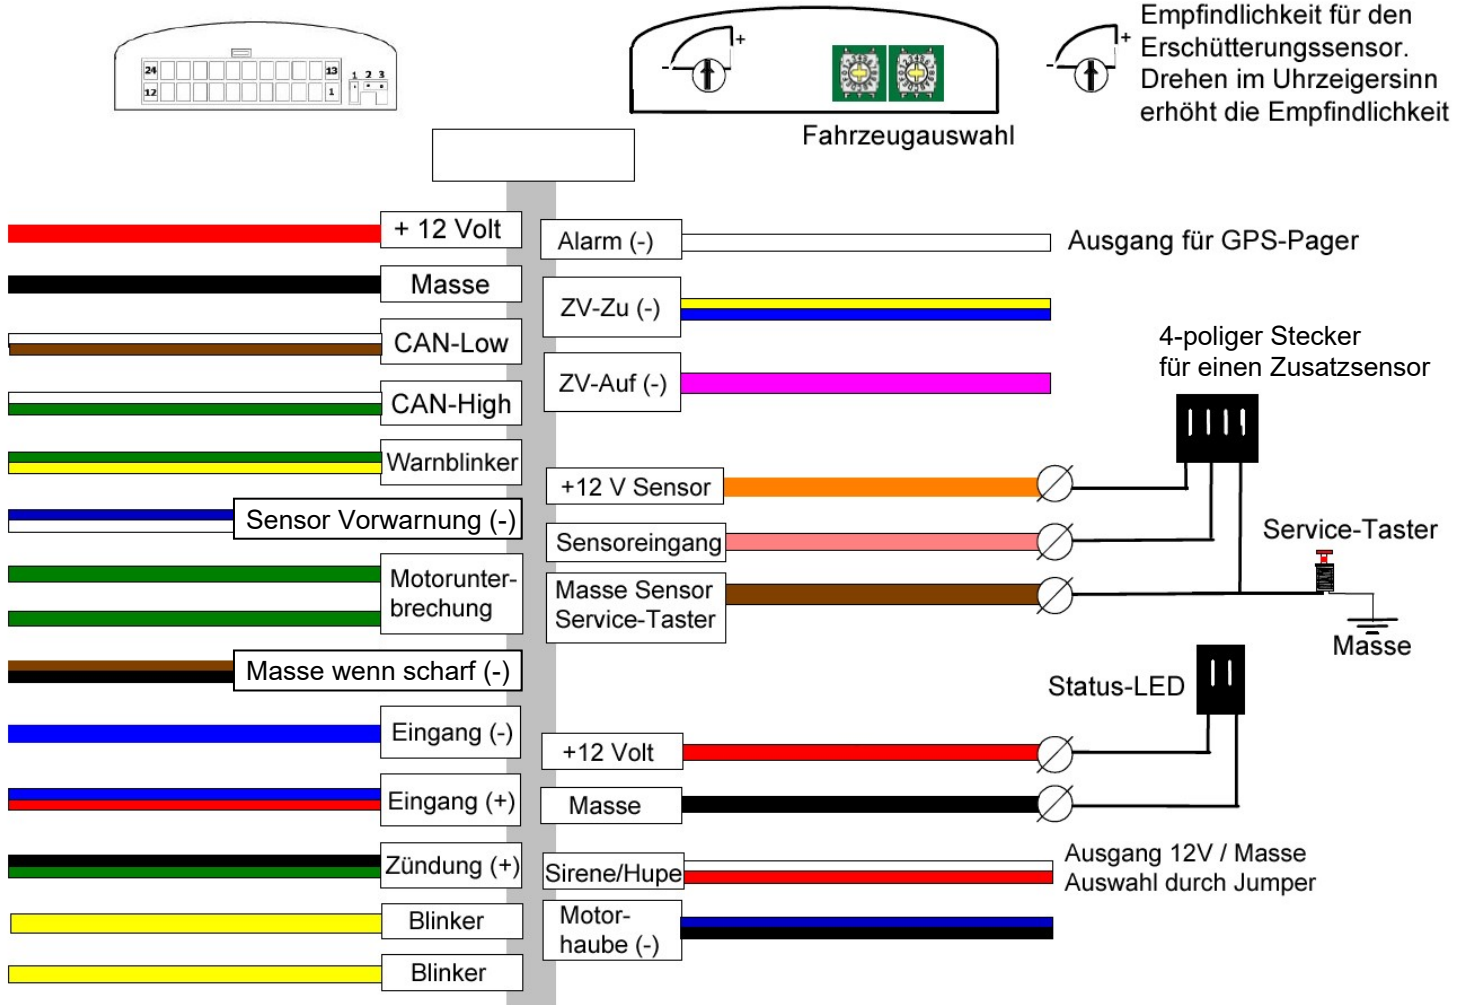 24 13
12 1
1 2 3
- +
Fahrzeugauswahl
- +
Empfindlichkeit für den
Erschütterungssensor.
Drehen im Uhrzeigersinn
erhöht die Empfindlichkeit
+ 12 Volt
Masse
CAN-Low
CAN-High
Warnblinker
Sensor Vorwarnung (-)
Motorunter-
brechung
Masse wenn scharf (-)
Eingang (-)
Eingang (+)
Zündung (+)
Blinker
Blinker
Alarm (-)
Ausgang für GPS-Pager
ZV-Zu (-)
ZV-Auf (-)
4-poliger Stecker
für einen Zusatzsensor
+12 V Sensor
Sensoreingang
Masse Sensor
Service-Taster
Service-Taster
Masse
Status-LED
+12 Volt
Masse
Sirene/Hupe
Ausgang 12V / Masse
Auswahl durch Jumper
Motor-
haube (-)